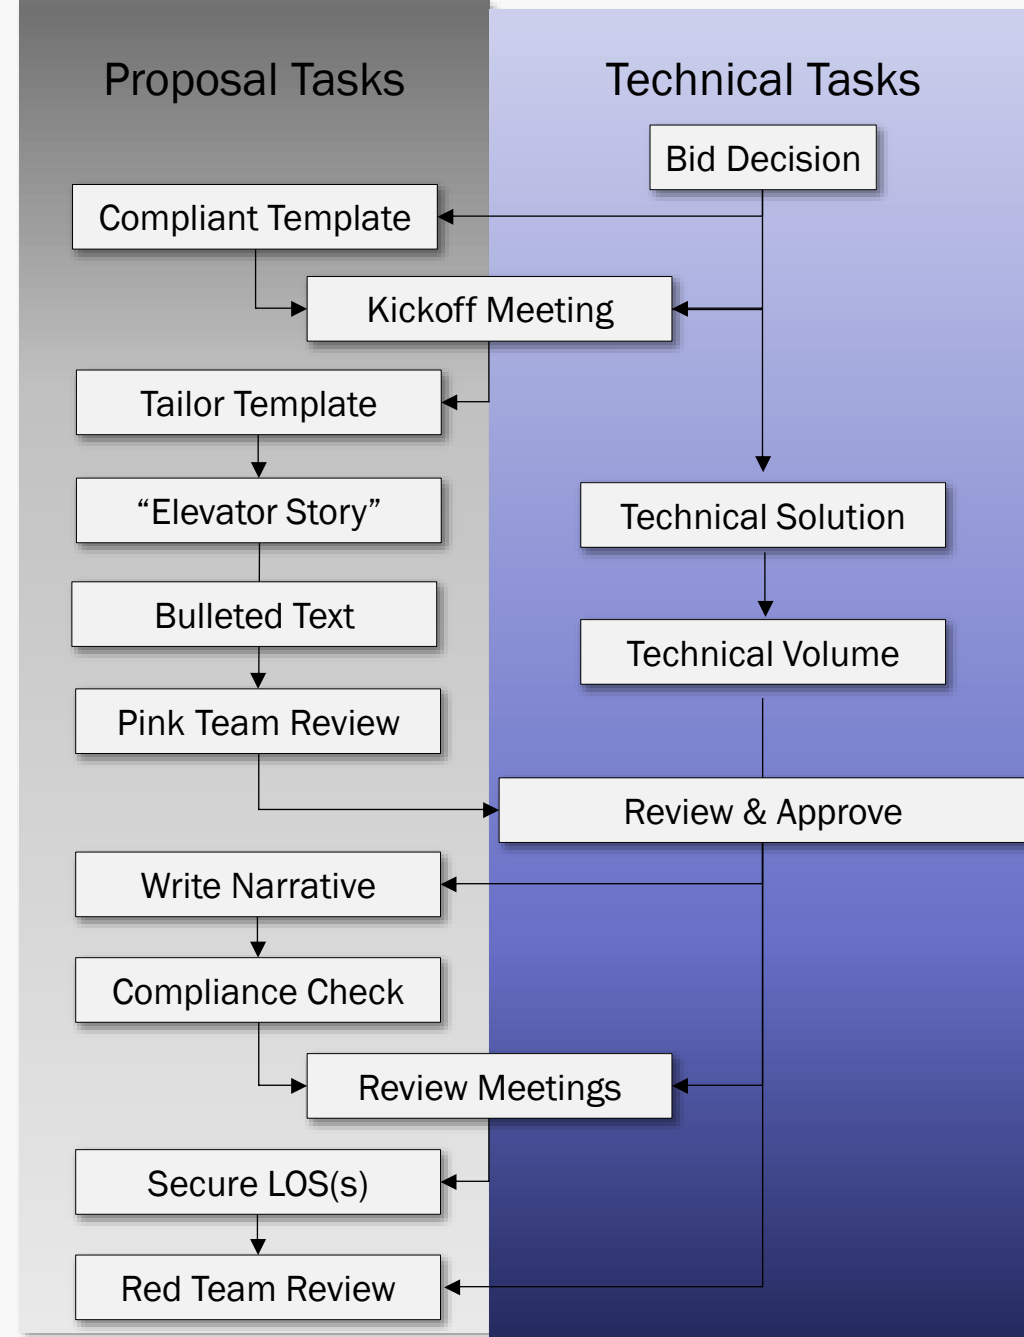 Proposal Tasks
Technical Tasks
Bid Decision
Compliant Template
Kickoff Meeting
Tailor Template
“Elevator Story”
Technical Solution
Bulleted Text
Technical Volume
Pink Team Review
Review & Approve
Write Narrative
Compliance Check
Review Meetings
Secure LOS(s)
Red Team Review